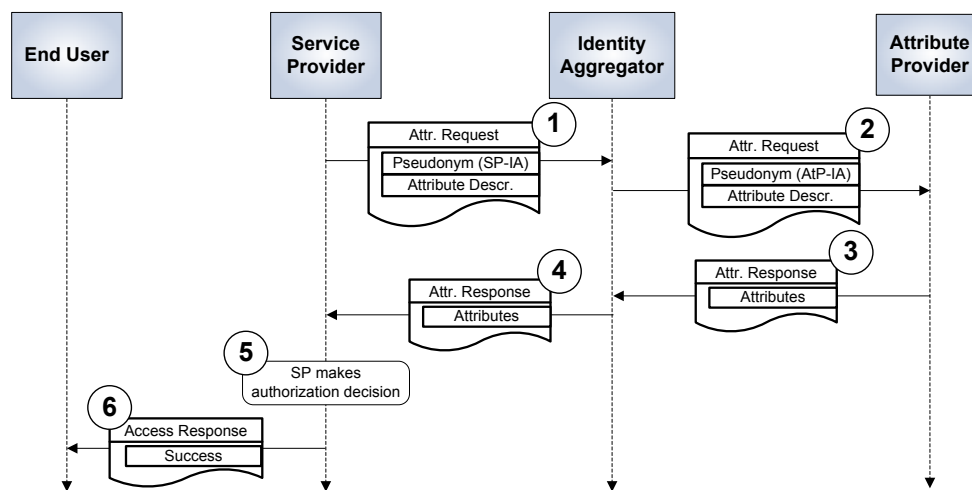 End User
Service
Provider
Identity
Aggregator
Attribute
Provider
1
Attr. Request
Pseudonym (SP-IA)
Attribute Descr.
2
Attr. Request
Pseudonym (AtP-IA)
Attribute Descr.
3
Attr. Response
Attributes
4
Attr. Response
Attributes
5
SP makes
authorization decision
6
Access Response
Success